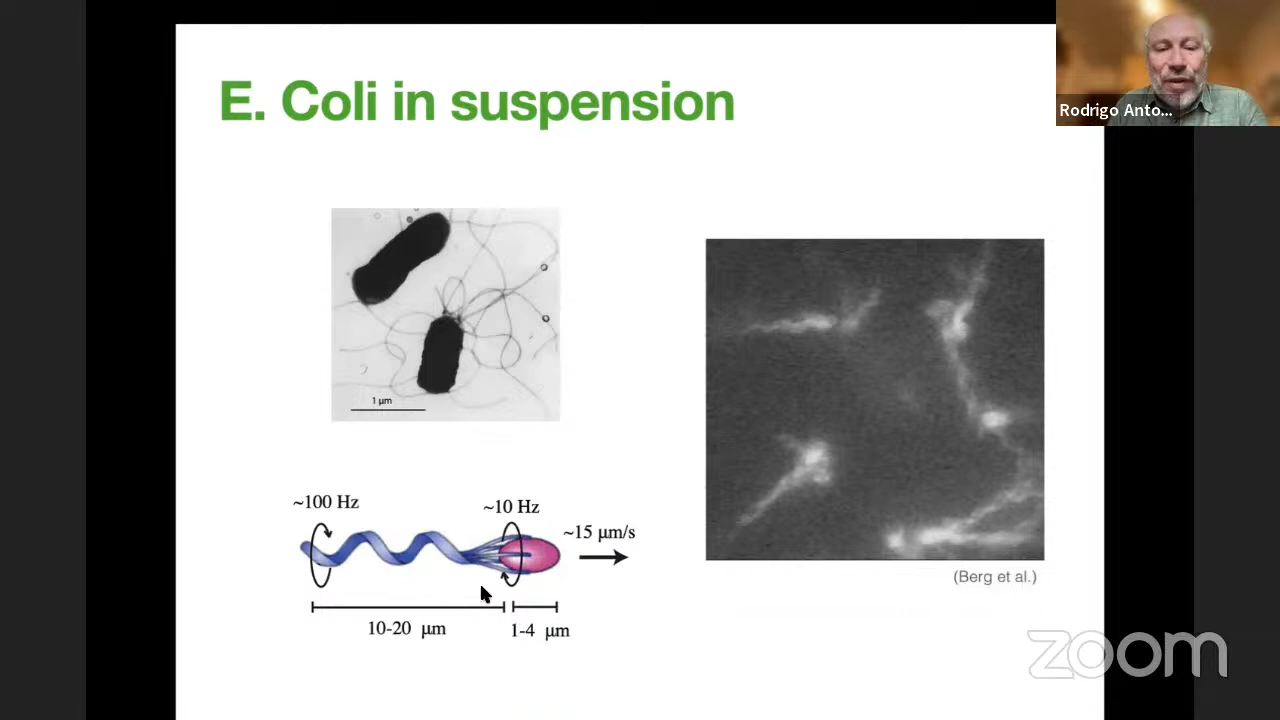 E. Coli in suspension
Rodrigo Anto...
1 μm
~100 Hz
~10 Hz
~15 μm/s
10-20 μm
1-4 μm
(Berg et al.)
zoom